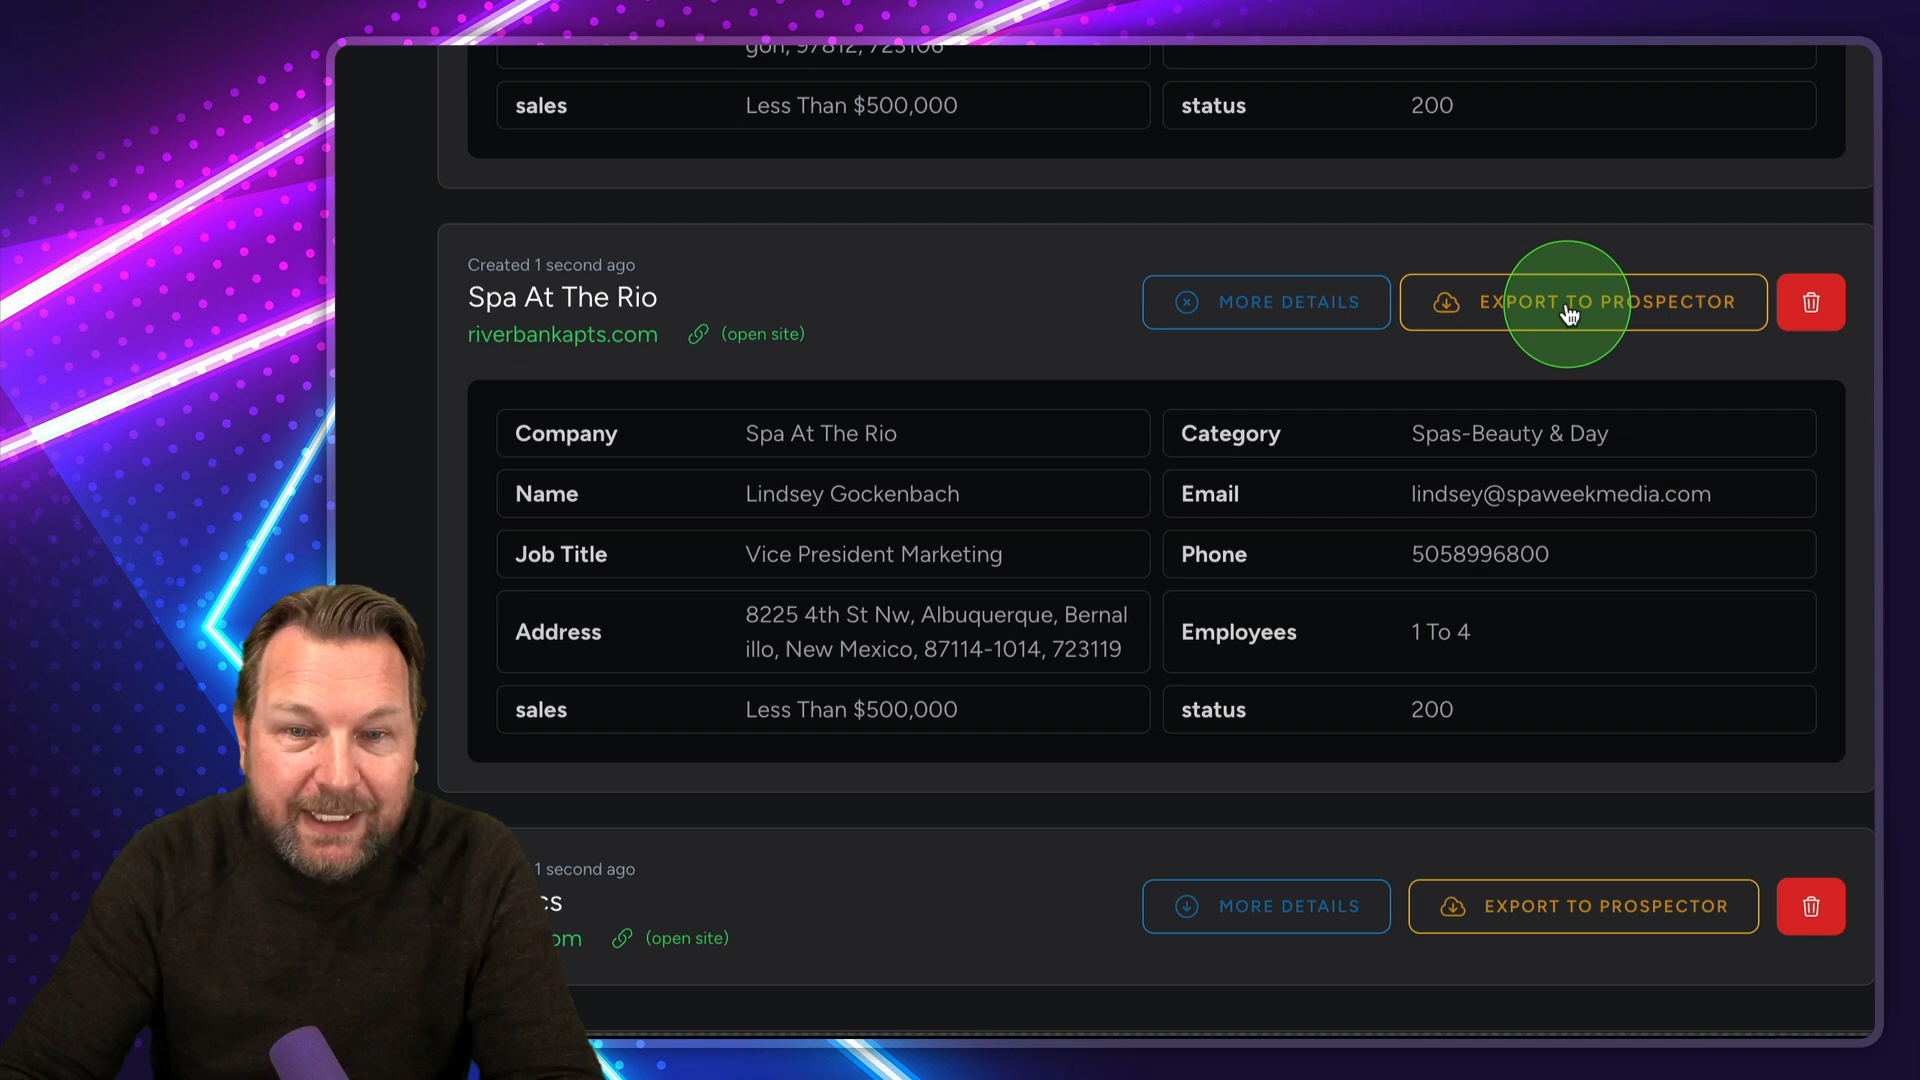 sales Less Than $500,000 status 200
Created 1 second ago
Spa At The Rio
riverbankapts.com (open site)
MORE DETAILS EXPORT TO PROSPECTOR
Company Spa At The Rio Category Spas-Beauty & Day
Name Lindsey Gockenbach Email lindsey@spaweekmedia.com
Job Title Vice President Marketing Phone 5058996800
Address 8225 4th St Nw, Albuquerque, Bernal
illo, New Mexico, 87114-1014, 723119 Employees 1 To 4
sales Less Than $500,000 status 200
1 second ago
MORE DETAILS EXPORT TO PROSPECTOR
(open site)